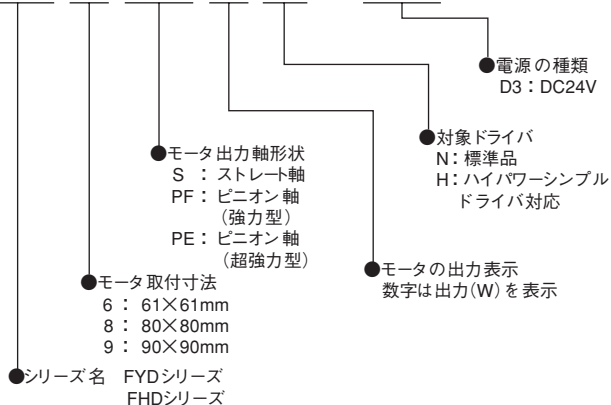 ●電源の種類
D3：DC24V
●対象ドライバ
N：標準品
H：ハイパワーシンプル
ドライバ対応
●モータ出力軸形状
S ： ストレート軸
PF： ピニオン軸
（強力型）
PE： ピニオン軸
（超強力型）
●モータの出力表示
数字は出力（W）を表示
●モータ取付寸法
6： 61×61mm
8： 80×80mm
9： 90×90mm
●シリーズ名 FYDシリーズ
FHDシリーズ